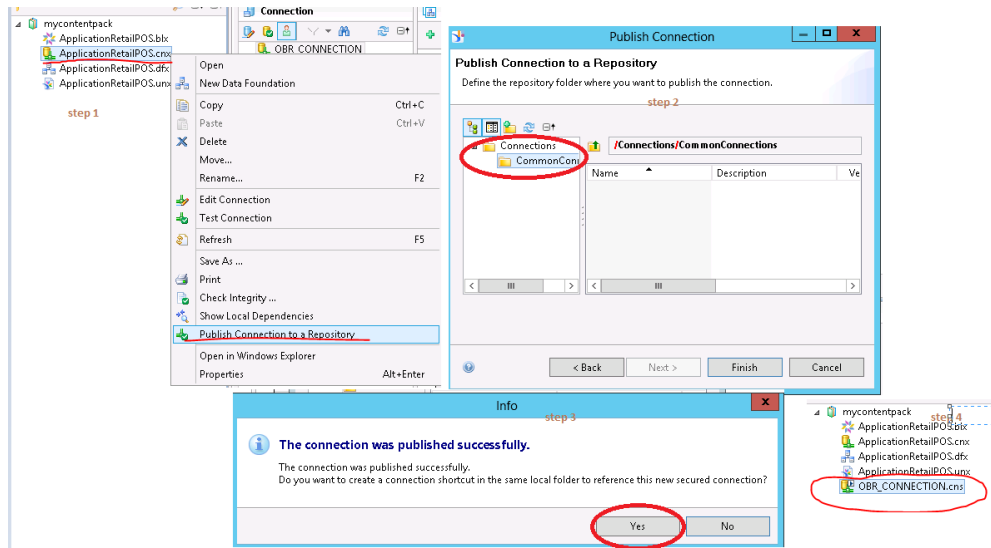 mycontentpack
ApplicationRetailPOS.blx
ApplicationRetailPOS.cnx
ApplicationRetailPOS.dfx
ApplicationRetailPOS.unx
step 1
Connection
OBR CONNECTION
Open
New Data Foundation
Copy Ctrl+C
Paste Ctrl+V
Delete
Move...
Rename... F2
Edit Connection
Test Connection
Refresh F5
Save As ...
Print
Check Integrity ...
Show Local Dependencies
Publish Connection to a Repository
Open in Windows Explorer
Properties Alt+Enter
Publish Connection
Publish Connection to a Repository
Define the repository folder where you want to publish the connection.
step 2
Connections
CommonCon
/Connections/CommonConnections
Name Description Ve
< Back Next > Finish Cancel
Info
step 3
The connection was published successfully.
The connection was published successfully.
Do you want to create a connection shortcut in the same local folder to reference this new secured connection?
Yes No
mycontentpack
step 4
ApplicationRetailPOS.blx
ApplicationRetailPOS.cnx
ApplicationRetailPOS.dfx
ApplicationRetailPOS.unx
OBR_CONNECTION.cns